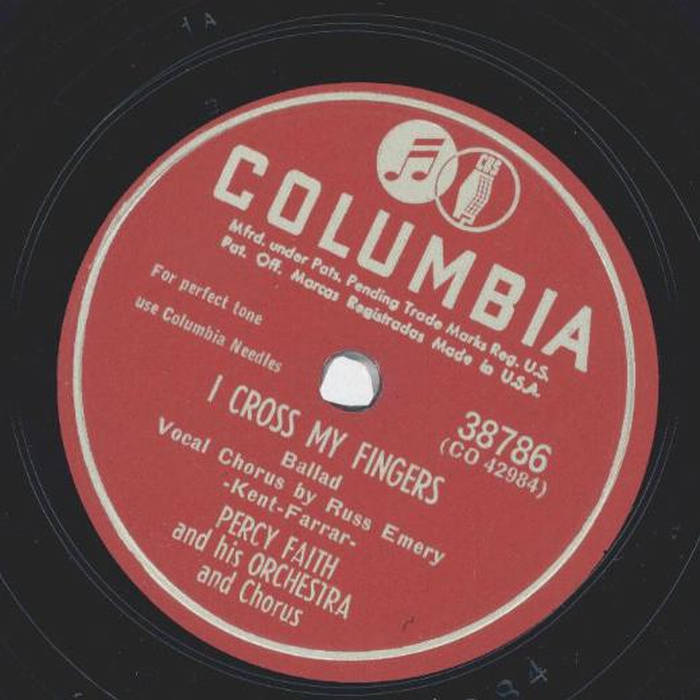 1A
CBS
COLUMBIA
Mfrd. under Pats. Pending Trade Marks Reg. U.S.
Pat. Off. Marcas Registradas Made in U.S.A.
For perfect tone
use Columbia Needles
38786
(CO 42984)
I CROSS MY FINGERS
Ballad
Vocal Chorus by Russ Emery
-Kent-Farrar-
PERCY FAITH
and his ORCHESTRA
and Chorus